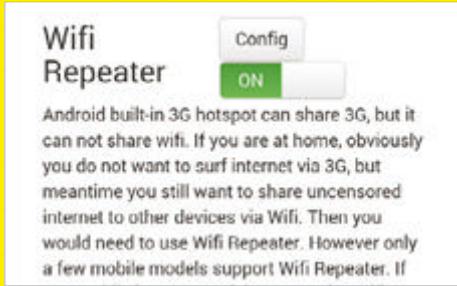 Wifi
Repeater
Config
ON
Android built-in 3G hotspot can share 3G, but it
can not share wifi. If you are at home, obviously
you do not want to surf internet via 3G, but
meantime you still want to share uncensored
internet to other devices via Wifi. Then you
would need to use Wifi Repeater. However only
a few mobile models support Wifi Repeater. If